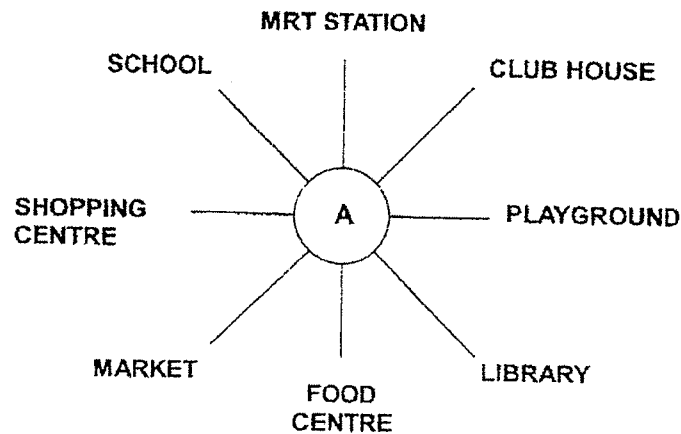 MRT STATION
SCHOOL
CLUB HOUSE
SHOPPING
CENTRE
A
PLAYGROUND
MARKET
FOOD
CENTRE
LIBRARY